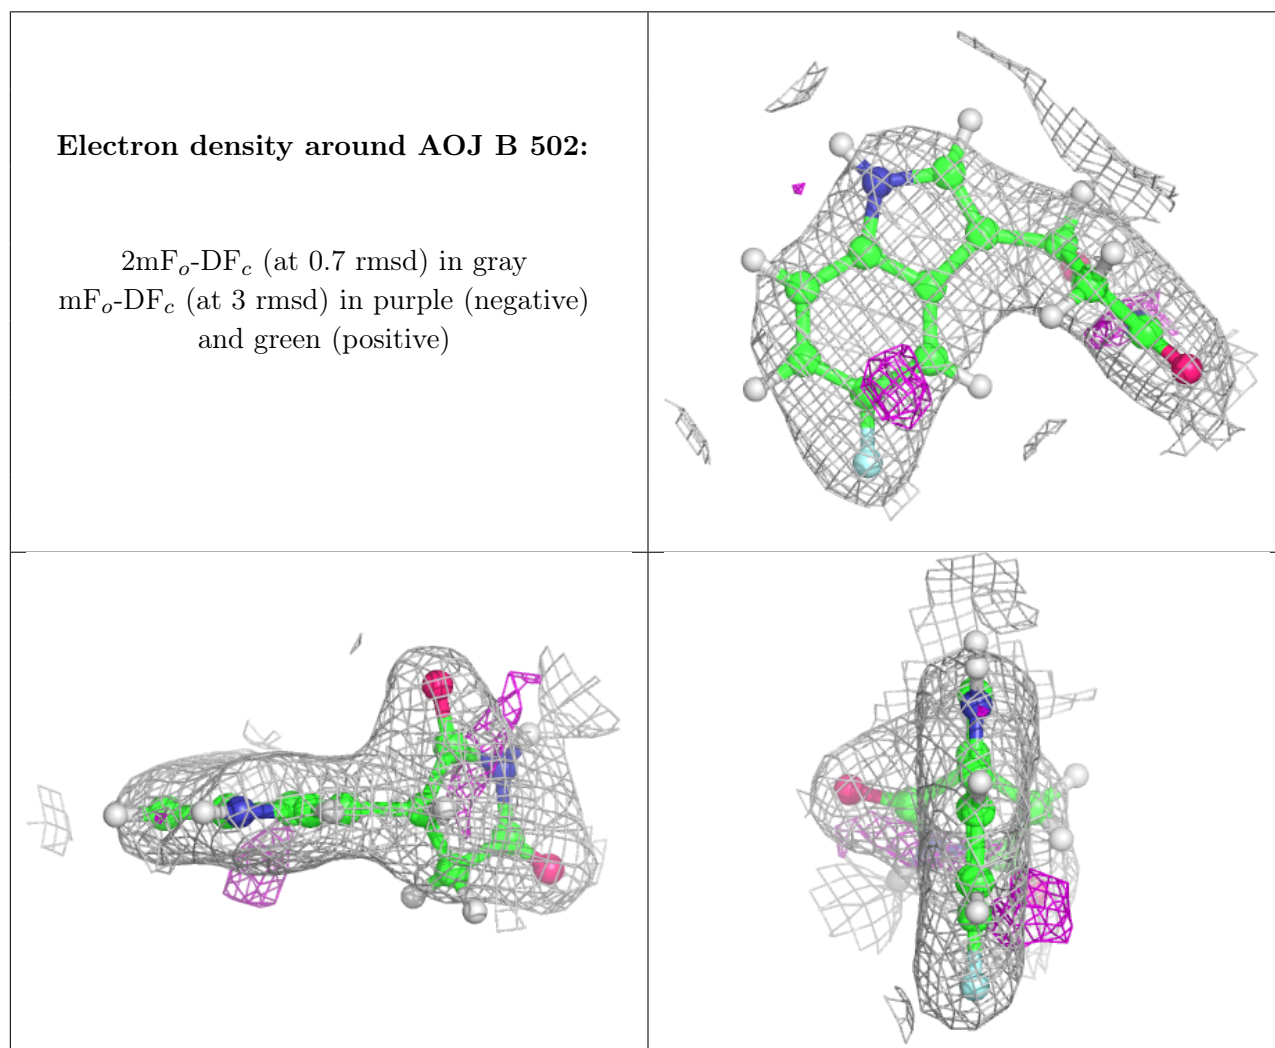 Electron density around AOJ B 502:
2mFₒ-DF𝒸 (at 0.7 rmsd) in gray
mFₒ-DF𝒸 (at 3 rmsd) in purple (negative)
and green (positive)